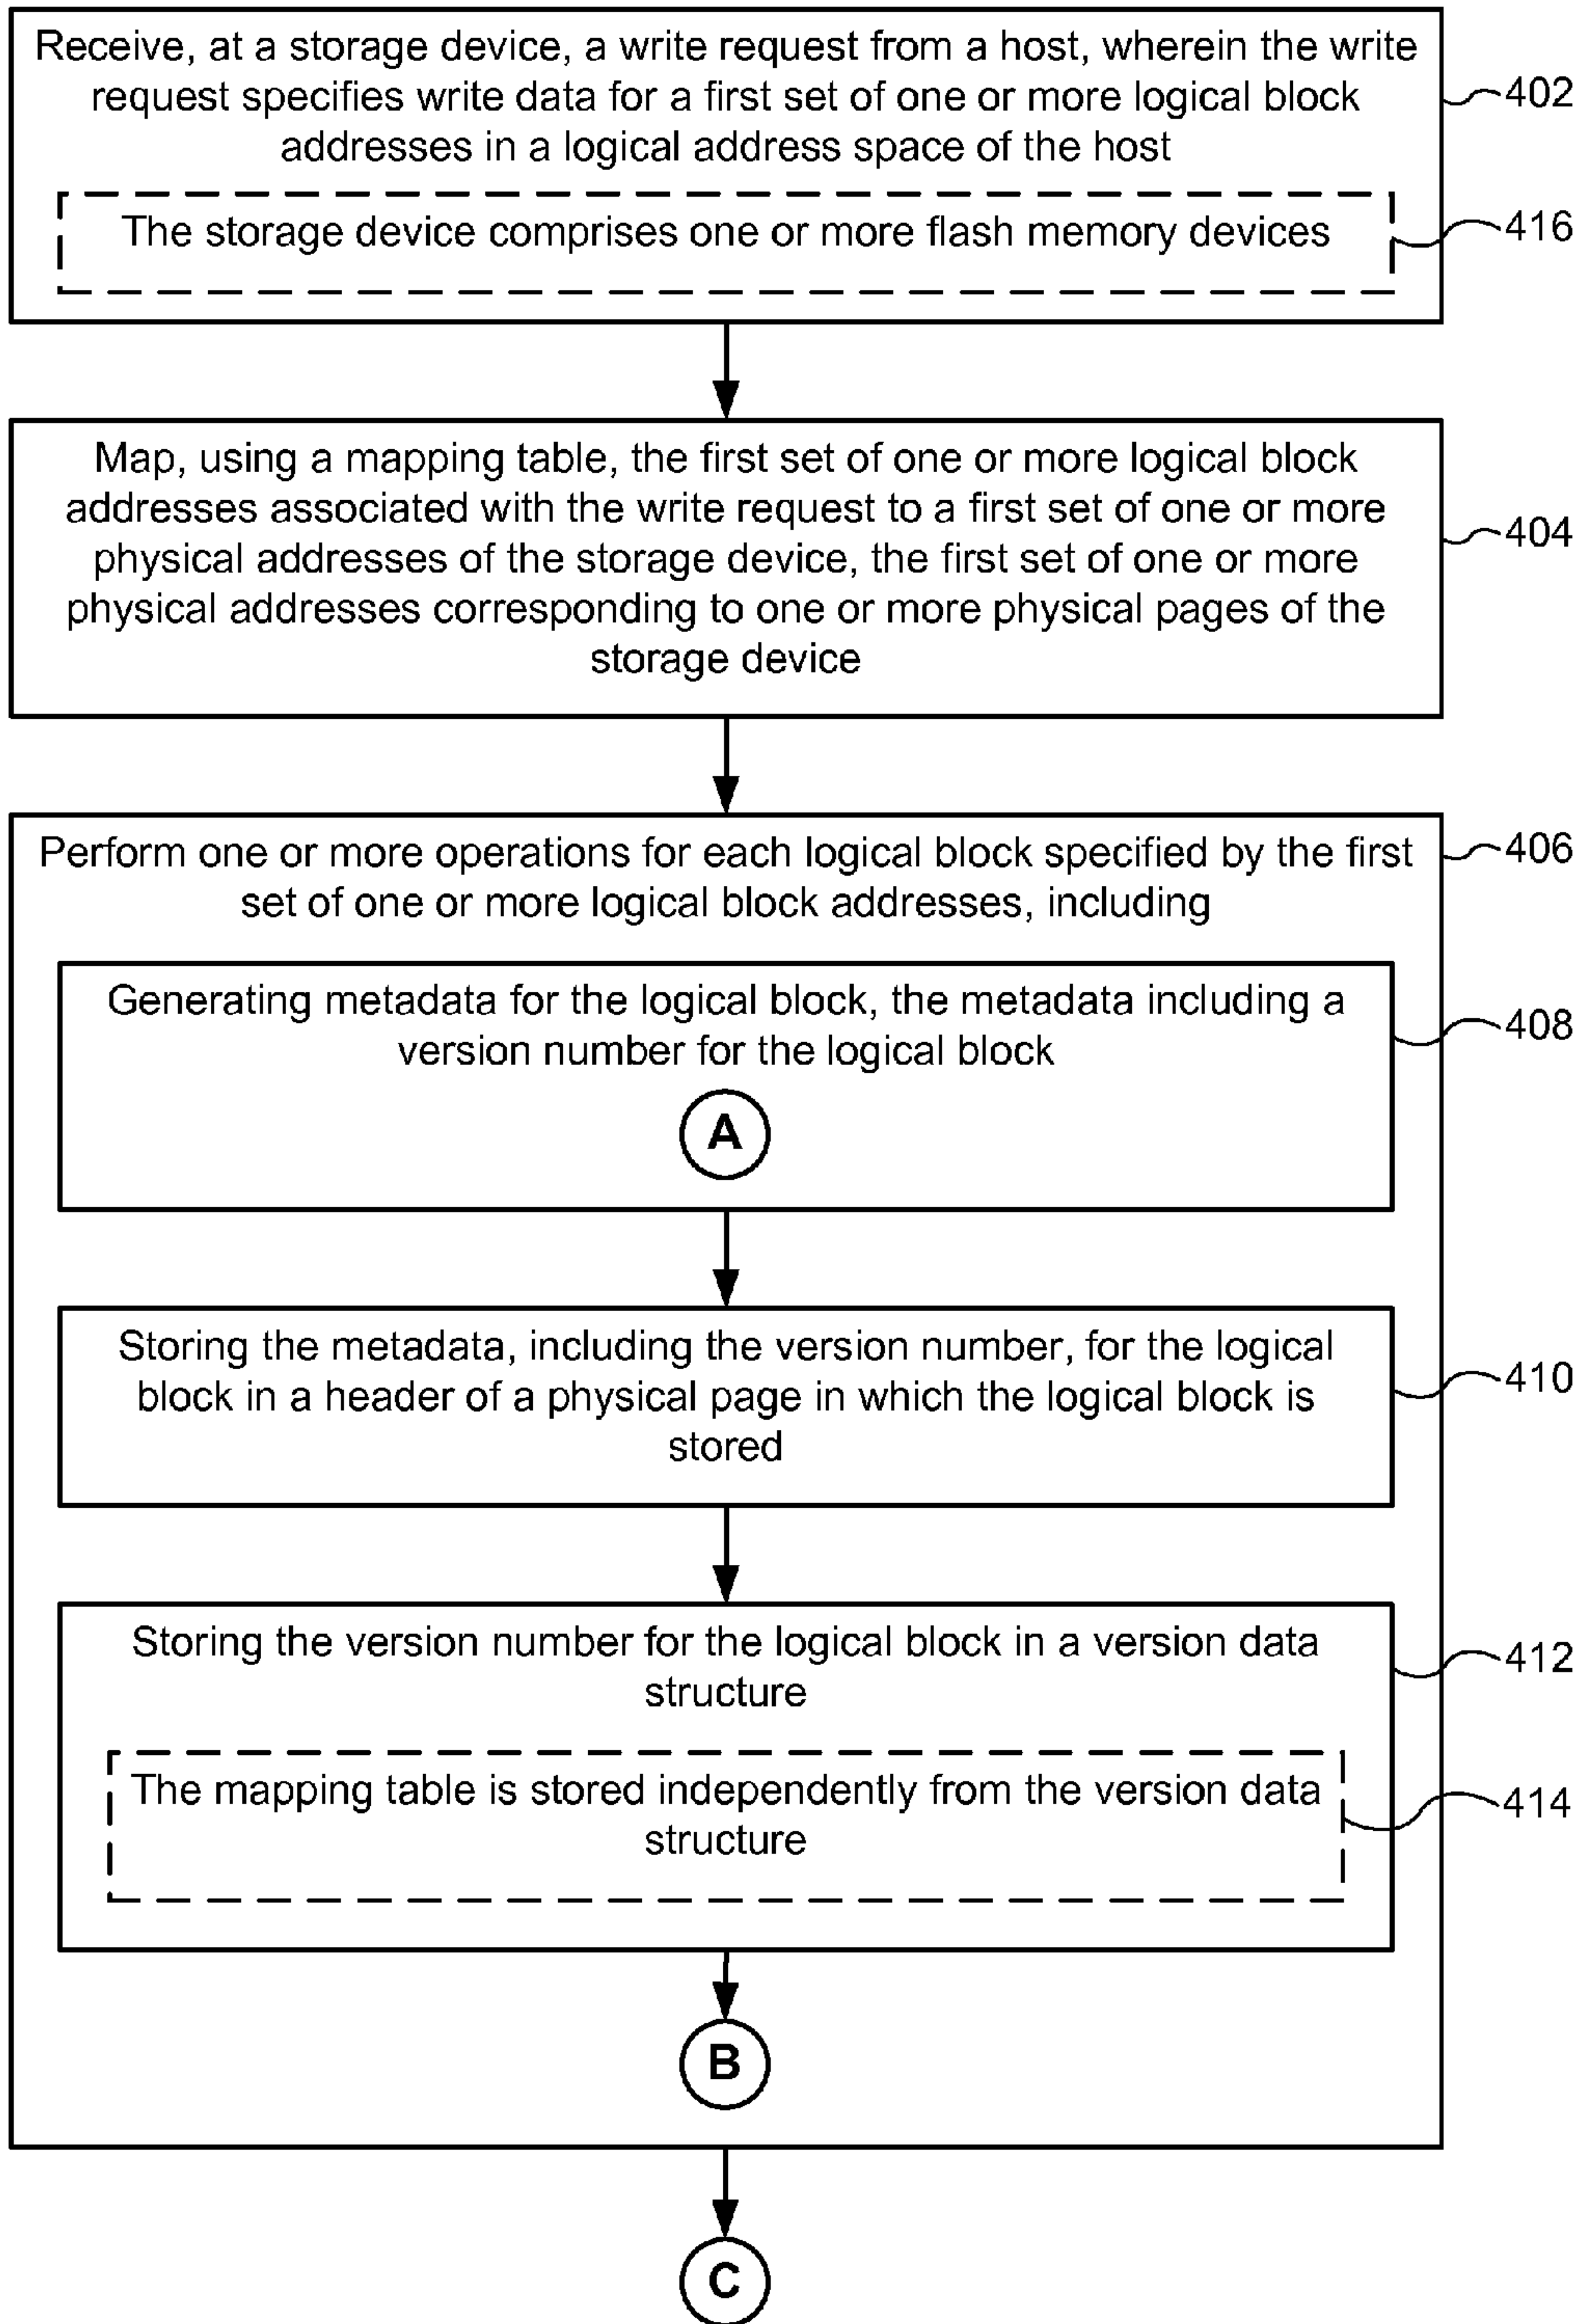 Receive, at a storage device, a write request from a host, wherein the write
request specifies write data for a first set of one or more logical block
addresses in a logical address space of the host
402
The storage device comprises one or more flash memory devices
416
Map, using a mapping table, the first set of one or more logical block
addresses associated with the write request to a first set of one or more
physical addresses of the storage device, the first set of one or more
physical addresses corresponding to one or more physical pages of the
storage device
404
Perform one or more operations for each logical block specified by the first
set of one or more logical block addresses, including
406
Generating metadata for the logical block, the metadata including a
version number for the logical block
408
A
Storing the metadata, including the version number, for the logical
block in a header of a physical page in which the logical block is
stored
410
Storing the version number for the logical block in a version data
structure
412
The mapping table is stored independently from the version data
structure
414
B
C